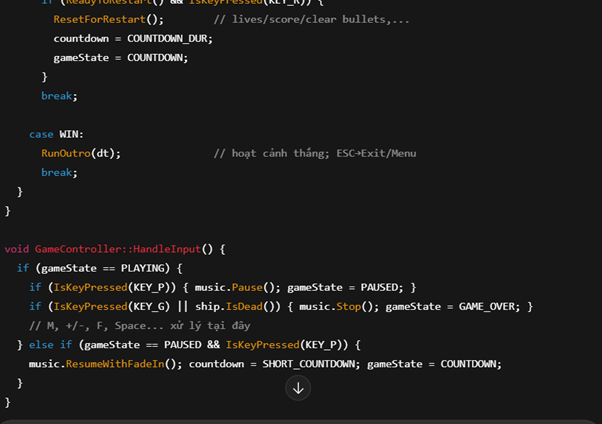 if (ReadyToRestart() && IsKeyPressed(KEY_R)) {
ResetForRestart(); // lives/score/clear bullets,...
countdown = COUNTDOWN_DUR;
gameState = COUNTDOWN;
}
break;
case WIN:
RunOutro(dt); // hoạt cảnh thắng; ESC→Exit/Menu
break;
}
}
void GameController::HandleInput() {
if (gameState == PLAYING) {
if (IsKeyPressed(KEY_P)) { music.Pause(); gameState = PAUSED; }
if (IsKeyPressed(KEY_G) || ship.IsDead()) { music.Stop(); gameState = GAME_OVER; }
// M, +/-, F, Space... xử lý tại đây
} else if (gameState == PAUSED && IsKeyPressed(KEY_P)) {
music.ResumeWithFadeIn(); countdown = SHORT_COUNTDOWN; gameState = COUNTDOWN;
}
}